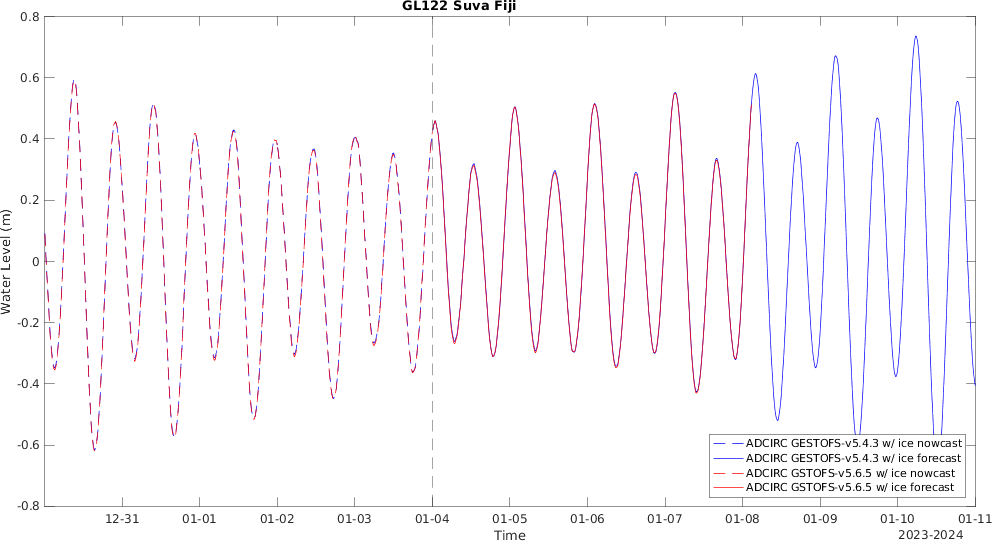 GL122 Suva Fiji
0.8
0.6
0.4
0.2
0
-0.2
-0.4
-0.6
-0.8
Water Level (m)
ADCIRC GESTOFS-v5.4.3 w/ ice nowcast
ADCIRC GESTOFS-v5.4.3 w/ ice forecast
ADCIRC GSTOFS-v5.6.5 w/ ice nowcast
ADCIRC GSTOFS-v5.6.5 w/ ice forecast
12-31 01-01 01-02 01-03 01-04 01-05 01-06 01-07 01-08 01-09 01-10 01-11
Time
2023-2024